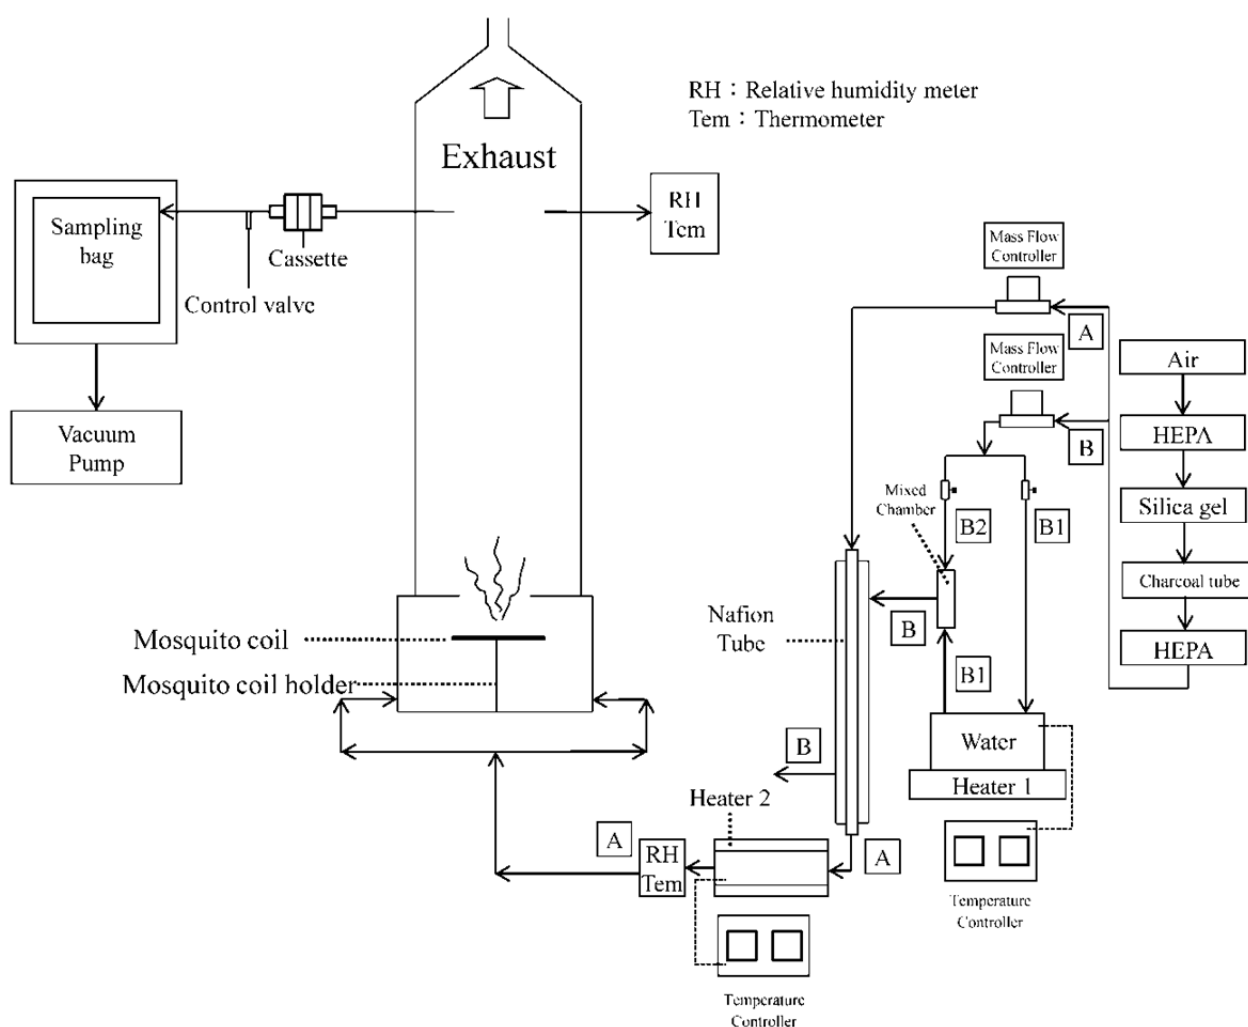 RH：Relative humidity meter
Tem：Thermometer
Exhaust
RH
Tem
Sampling
bag
Cassette
Control valve
Vacuum
Pump
Mass Flow
Controller
A
Mass Flow
Controller
B
Air
HEPA
Silica gel
Charcoal tube
HEPA
Mixed
Chamber
B2
B1
Nafion
Tube
B
B1
Water
Heater 1
Temperature
Controller
Mosquito coil
Mosquito coil holder
B
Heater 2
A
RH
Tem
A
Temperature
Controller